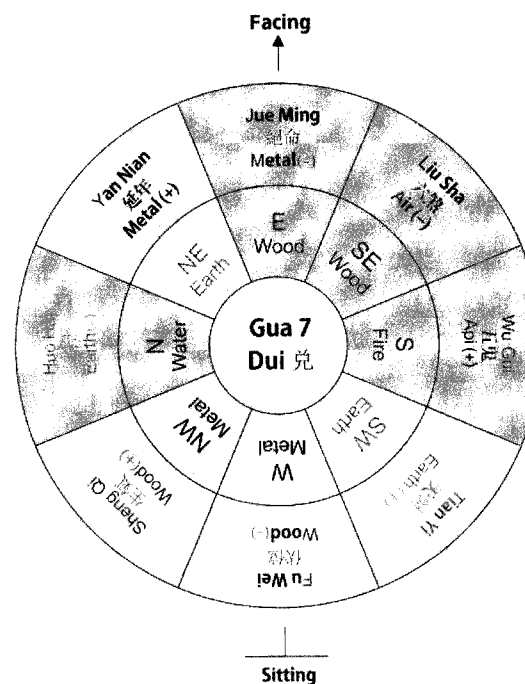 Facing
Jue Ming
絕命
Metal(-)
Liu Sha
六煞
Air (-)
Wu Gui
五鬼
Api (+)
Tian Yi
天醫
Earth
Fu Wei
伏位
Wood(-)
Sheng Qi
生氣
Wood(+)
Earth
Yan Nian
延年
Metal (+)
E
Wood
SE
Wood
S
Fire
SW
Earth
W
Metal
NW
Metal
N
Water
NE
Earth
Gua 7
Dui 兑
Sitting